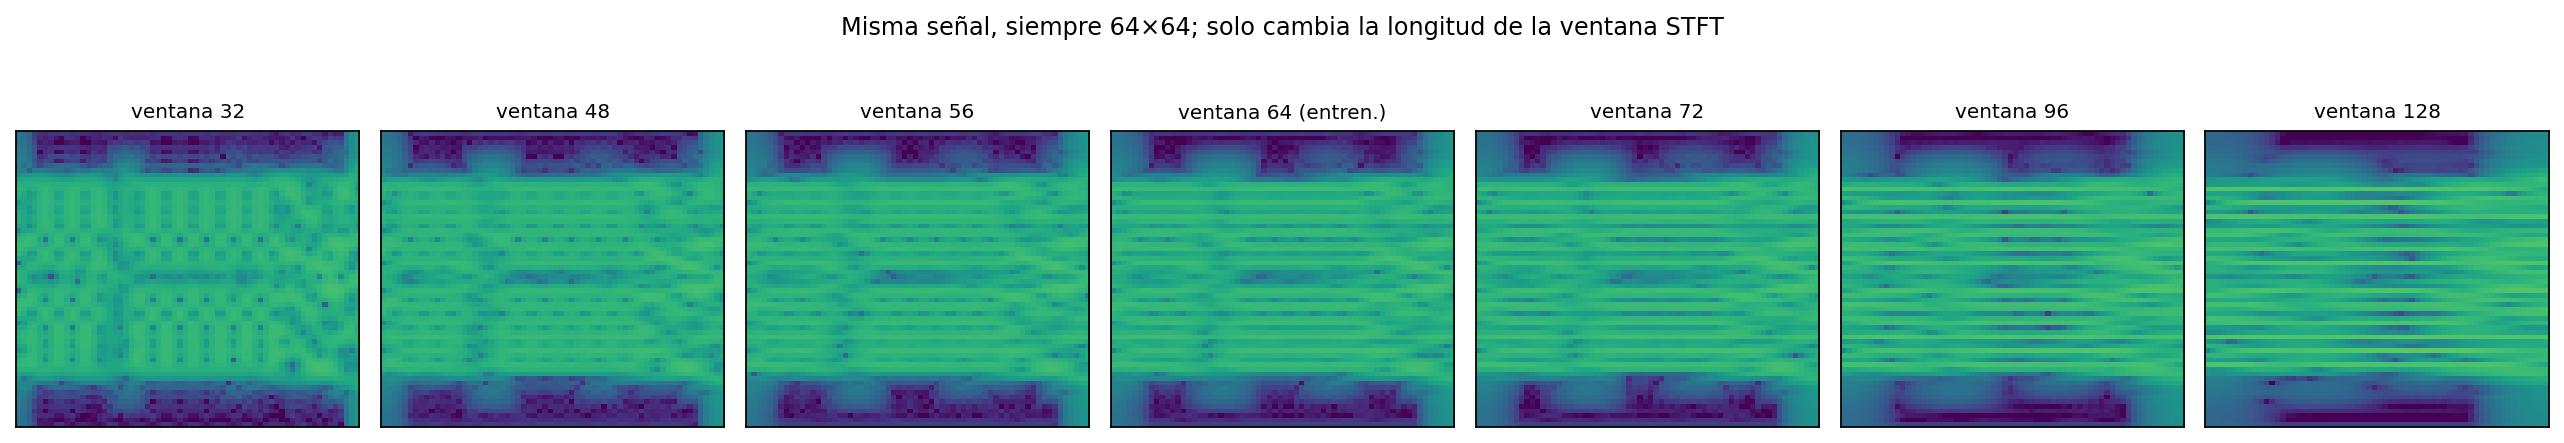 Misma señal, siempre 64×64; solo cambia la longitud de la ventana STFT
ventana 32
ventana 48
ventana 56
ventana 64 (entren.)
ventana 72
ventana 96
ventana 128